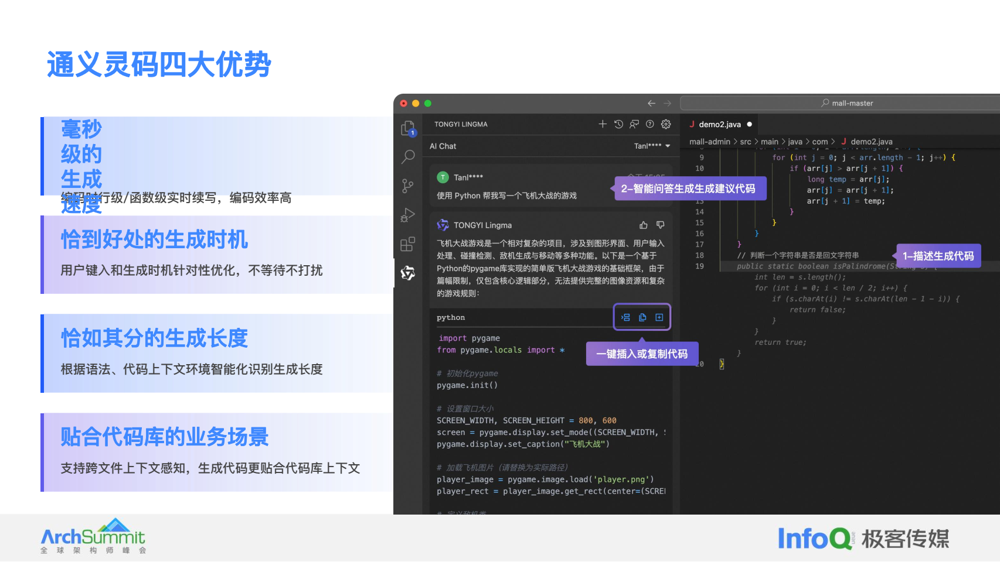 通义灵码四大优势
毫秒
级的
生成
速度
编码时行级/函数级实时续写，编码效率高
恰到好处的生成时机
用户键入和生成时机针对性优化，不等待不打扰
恰如其分的生成长度
根据语法、代码上下文环境智能化识别生成长度
贴合代码库的业务场景
支持跨文件上下文感知，生成代码更贴合代码库上下文
mall-master
1
TONGYI LINGMA
AI Chat
Tanl****
T Tanl****
使用 Python 帮我写一个飞机大战的游戏
2-智能问答生成生成建议代码
TONGYI Lingma
飞机大战游戏是一个相对复杂的项目，涉及到图形界面、用户输入
处理、碰撞检测、敌机生成与移动等多种功能。以下是一个基于
Python的pygame库实现的简单版飞机大战游戏的基础框架，由于
篇幅限制，仅包含核心逻辑部分，无法提供完整的图像资源和复杂
的游戏规则：
python
一键插入或复制代码
import pygame
from pygame.locals import *
# 初始化pygame
pygame.init()
# 设置窗口大小
SCREEN_WIDTH, SCREEN_HEIGHT = 800, 600
screen = pygame.display.set_mode((SCREEN_WIDTH,
pygame.display.set_caption("飞机大战")
# 加载飞机图片（请替换为实际路径）
player_image = pygame.image.load('player.png')
player_rect = player_image.get_rect(center=(SCREE
# 定义敌机类
J demo2.java
mall-admin > src > main > java > com > J demo2.java
9 for (int j = 0; j < arr.length - 1; j++) {
10 if (arr[j] > arr[j + 1]) {
long temp = arr[j];
arr[j] = arr[j + 1];
13 arr[j + 1] = temp;
14 }
15 }
16 }
17 }
18 // 判断一个字符串是否是回文字符串
1-描述生成代码
19 public static boolean isPalindrome(String s) {
int len = s.length();
for (int i = 0; i < len / 2; i++) {
if (s.charAt(i) != s.charAt(len - 1 - i)) {
return false;
}
}
return true;
}
20 }
ArchSummit
全球架构师峰会
InfoQ 极客传媒